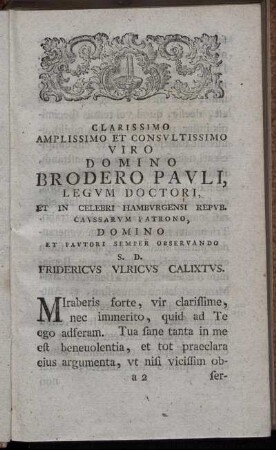 CLARISSIMO
AMPLISSIMO ET CONSVLTISSIMO
VIRO
DOMINO
BRODERO PAVLI,
LEGVM DOCTORI,
ET IN CELEBRI HAMBVRGENSI REPVB.
CAVSSARVM PATRONO,
DOMINO
ET FAVTORI SEMPER OBSERVANDO
S. D.
FRIDERICVS VLRICVS CALIXTVS.
MIraberis forte, vir clarissime,
nec immerito, quid ad Te
ego adferam. Tua sane tanta in me
est beneuolentia, et tot praeclara
eius argumenta, vt nisi vicissim ob-
a 2 ser-